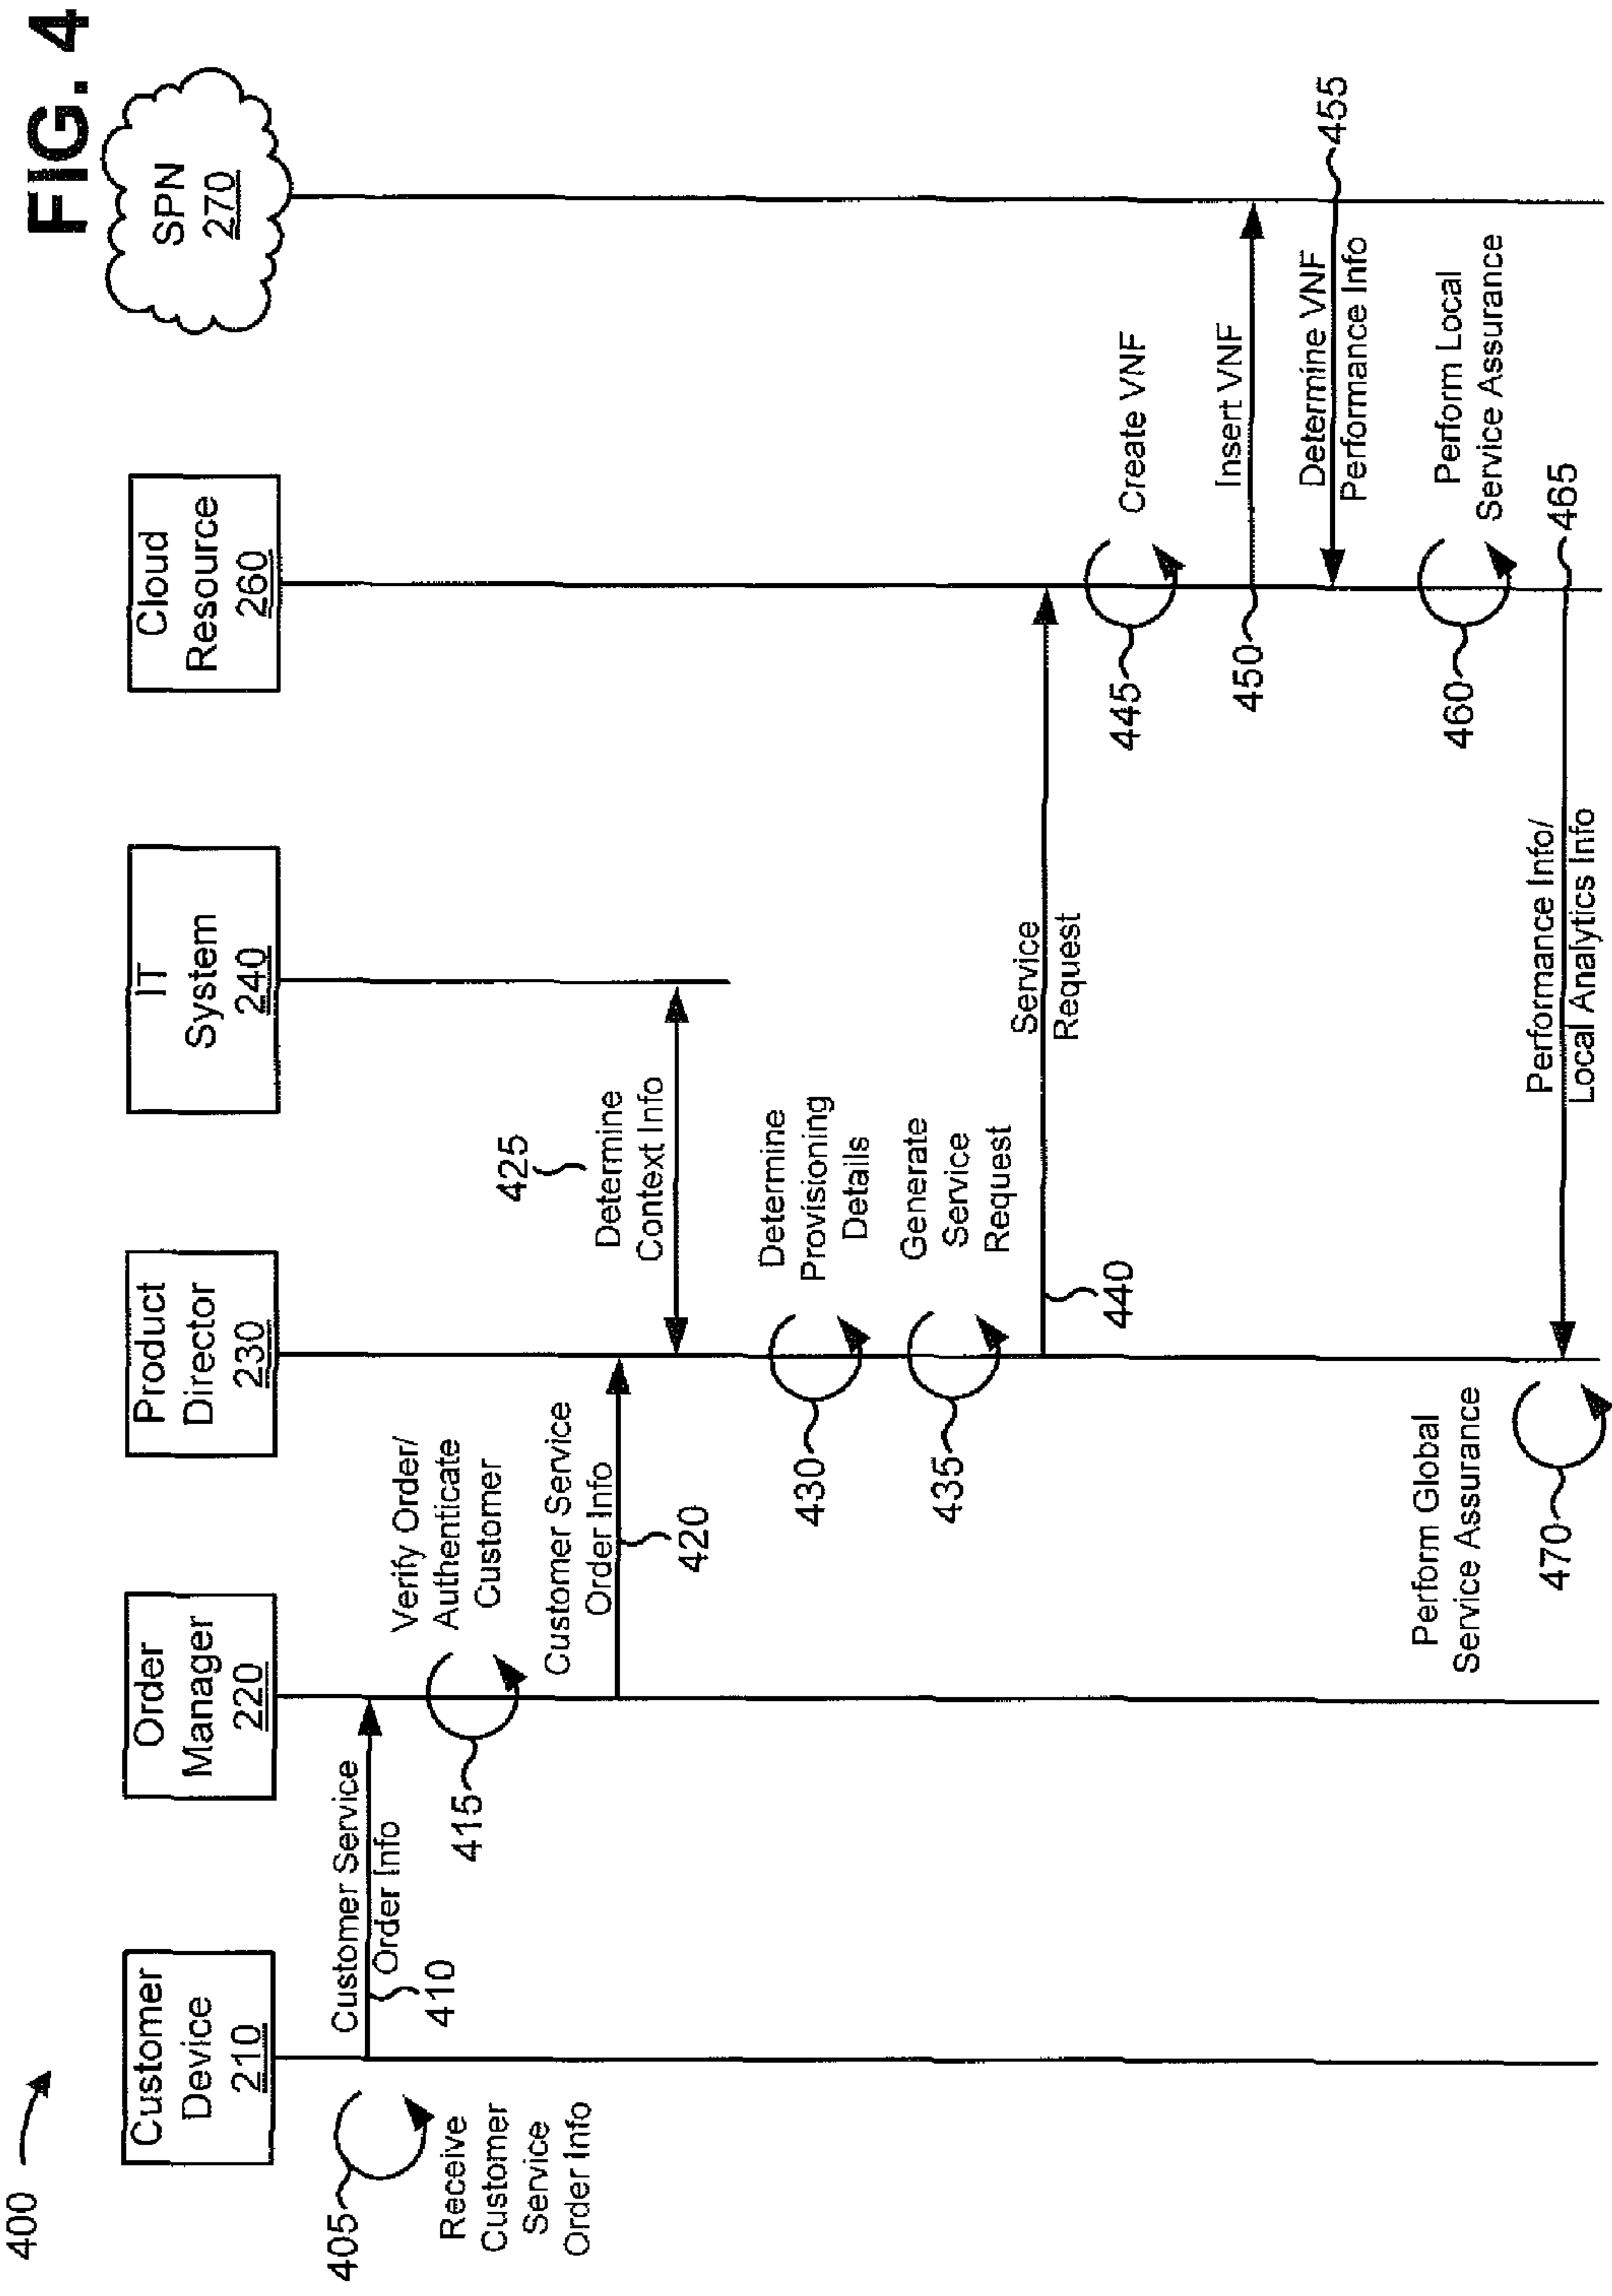 FIG. 4
400
Customer
Device
210
Order
Manager
220
Product
Director
230
IT
System
240
Cloud
Resource
260
SPN
270
405
Receive
Customer
Service
Order Info
Customer Service
Order Info
410
415
Verify Order/
Authenticate
Customer
Customer Service
Order Info
420
425
Determine
Context Info
430
Determine
Provisioning
Details
435
Generate
Service
Request
Service
Request
440
445
Create VNF
Insert VNF
450
Determine VNF
Performance Info
455
460
Perform Local
Service Assurance
Performance Info/
Local Analytics Info
465
Perform Global
Service Assurance
470